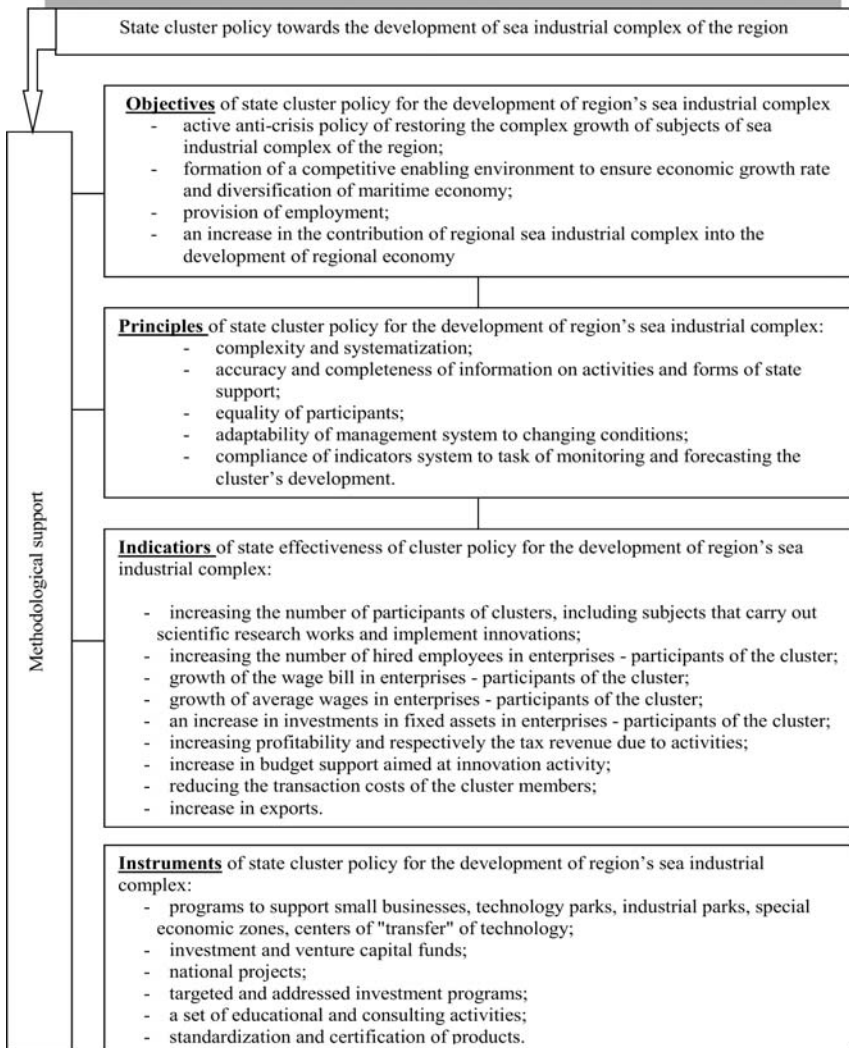 State cluster policy towards the development of sea industrial complex of the region
Objectives of state cluster policy for the development of region's sea industrial complex
- active anti-crisis policy of restoring the complex growth of subjects of sea
industrial complex of the region;
- formation of a competitive enabling environment to ensure economic growth rate
and diversification of maritime economy;
- provision of employment;
- an increase in the contribution of regional sea industrial complex into the
development of regional economy
Principles of state cluster policy for the development of region's sea industrial complex:
- complexity and systematization;
- accuracy and completeness of information on activities and forms of state
support;
- equality of participants;
- adaptability of management system to changing conditions;
- compliance of indicators system to task of monitoring and forecasting the
cluster's development.
Methodological support
Indicatiors of state effectiveness of cluster policy for the development of region's sea
industrial complex:
- increasing the number of participants of clusters, including subjects that carry out
scientific research works and implement innovations;
- increasing the number of hired employees in enterprises - participants of the cluster;
- growth of the wage bill in enterprises - participants of the cluster;
- growth of average wages in enterprises - participants of the cluster;
- an increase in investments in fixed assets in enterprises - participants of the cluster;
- increasing profitability and respectively the tax revenue due to activities;
- increase in budget support aimed at innovation activity;
- reducing the transaction costs of the cluster members;
- increase in exports.
Instruments of state cluster policy for the development of region's sea industrial
complex:
- programs to support small businesses, technology parks, industrial parks, special
economic zones, centers of "transfer" of technology;
- investment and venture capital funds;
- national projects;
- targeted and addressed investment programs;
- a set of educational and consulting activities;
- standardization and certification of products.